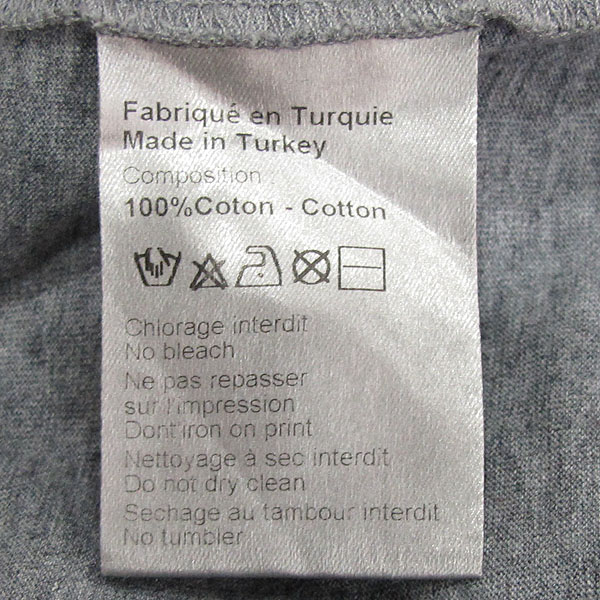 Fabriqué en Turquie
Made in Turkey
Composition :
100%Coton - Cotton
Chlorage interdit
No bleach
Ne pas repasser
sur l'impression
Dont iron on print
Nettoyage à sec interdit
Do not dry clean
Sechage au tambour interdit
No tumbler